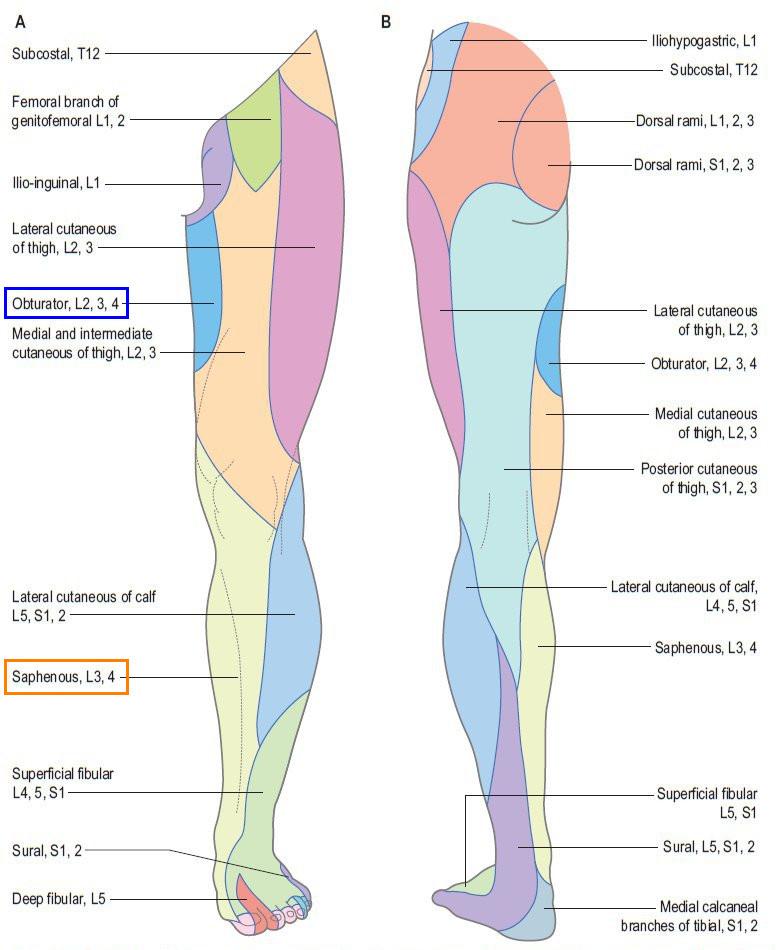 A
Subcostal, T12
Femoral branch of
genitofemoral L1, 2
Ilio-inguinal, L1
Lateral cutaneous
of thigh, L2, 3
Obturator, L2, 3, 4
Medial and intermediate
cutaneous of thigh, L2, 3
Lateral cutaneous of calf
L5, S1, 2
Saphenous, L3, 4
Superficial fibular
L4, 5, S1
Sural, S1, 2
Deep fibular, L5
B
Iliohypogastric, L1
Subcostal, T12
Dorsal rami, L1, 2, 3
Dorsal rami, S1, 2, 3
Lateral cutaneous
of thigh, L2, 3
Obturator, L2, 3, 4
Medial cutaneous
of thigh, L2, 3
Posterior cutaneous
of thigh, S1, 2, 3
Lateral cutaneous of calf,
L4, 5, S1
Saphenous, L3, 4
Superficial fibular
L5, S1
Sural, L5, S1, 2
Medial calcaneal
branches of tibial, S1, 2